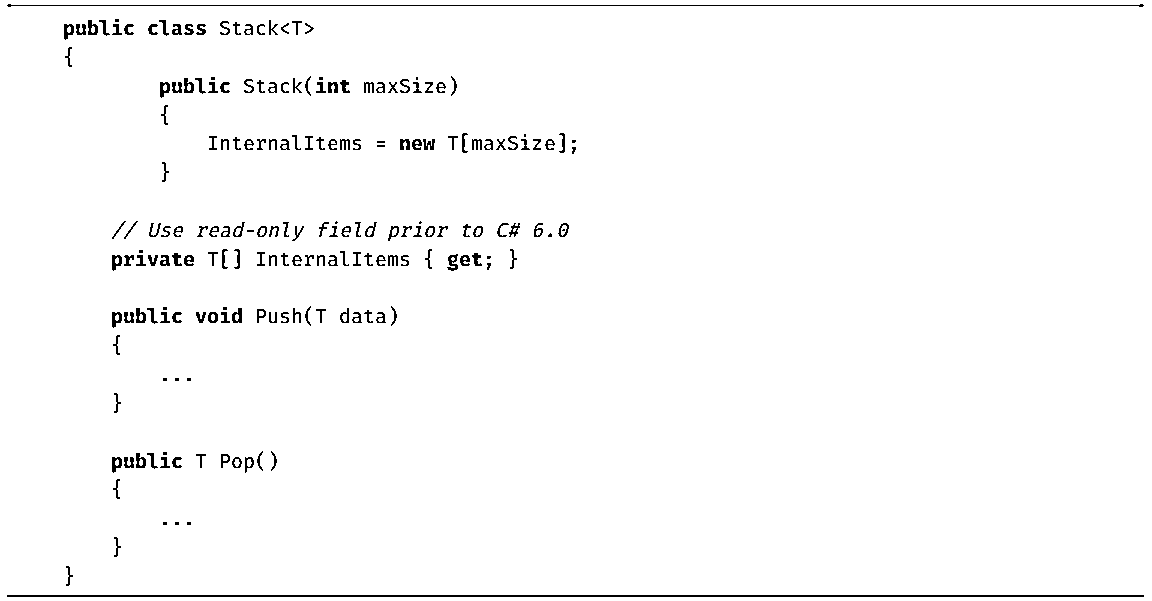 public class Stack<T>
{
public Stack(int maxSize)
{
InternalItems = new T[maxSize];
}
// Use read-only field prior to C# 6.0
private T[] InternalItems { get; }
public void Push(T data)
{
...
}
public T Pop()
{
...
}
}